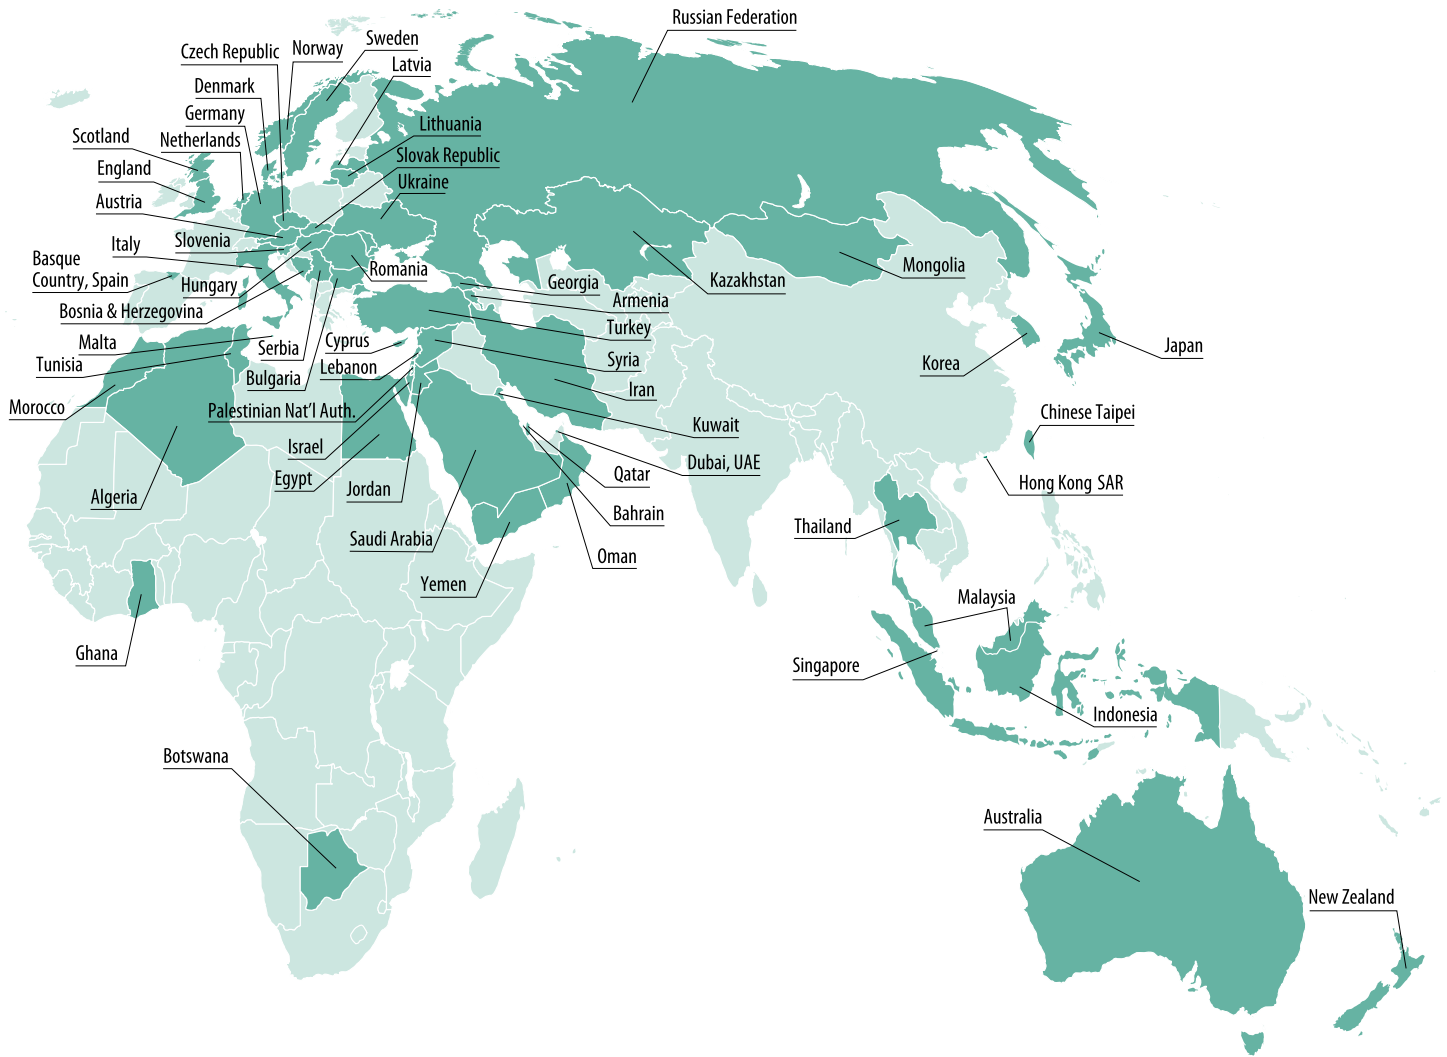 Russian Federation
Sweden
Norway
Czech Republic
Latvia
Denmark
Germany
Lithuania
Scotland
Netherlands
Slovak Republic
England
Ukraine
Austria
Slovenia
Italy
Basque
Country, Spain
Romania
Mongolia
Kazakhstan
Georgia
Hungary
Armenia
Bosnia & Herzegovina
Turkey
Malta
Cyprus
Serbia
Japan
Tunisia
Syria
Lebanon
Korea
Bulgaria
Iran
Morocco
Palestinian Nat'l Auth.
Chinese Taipei
Kuwait
Israel
Dubai, UAE
Egypt
Qatar
Jordan
Hong Kong SAR
Algeria
Bahrain
Thailand
Saudi Arabia
Oman
Yemen
Malaysia
Ghana
Singapore
Indonesia
Botswana
Australia
New Zealand